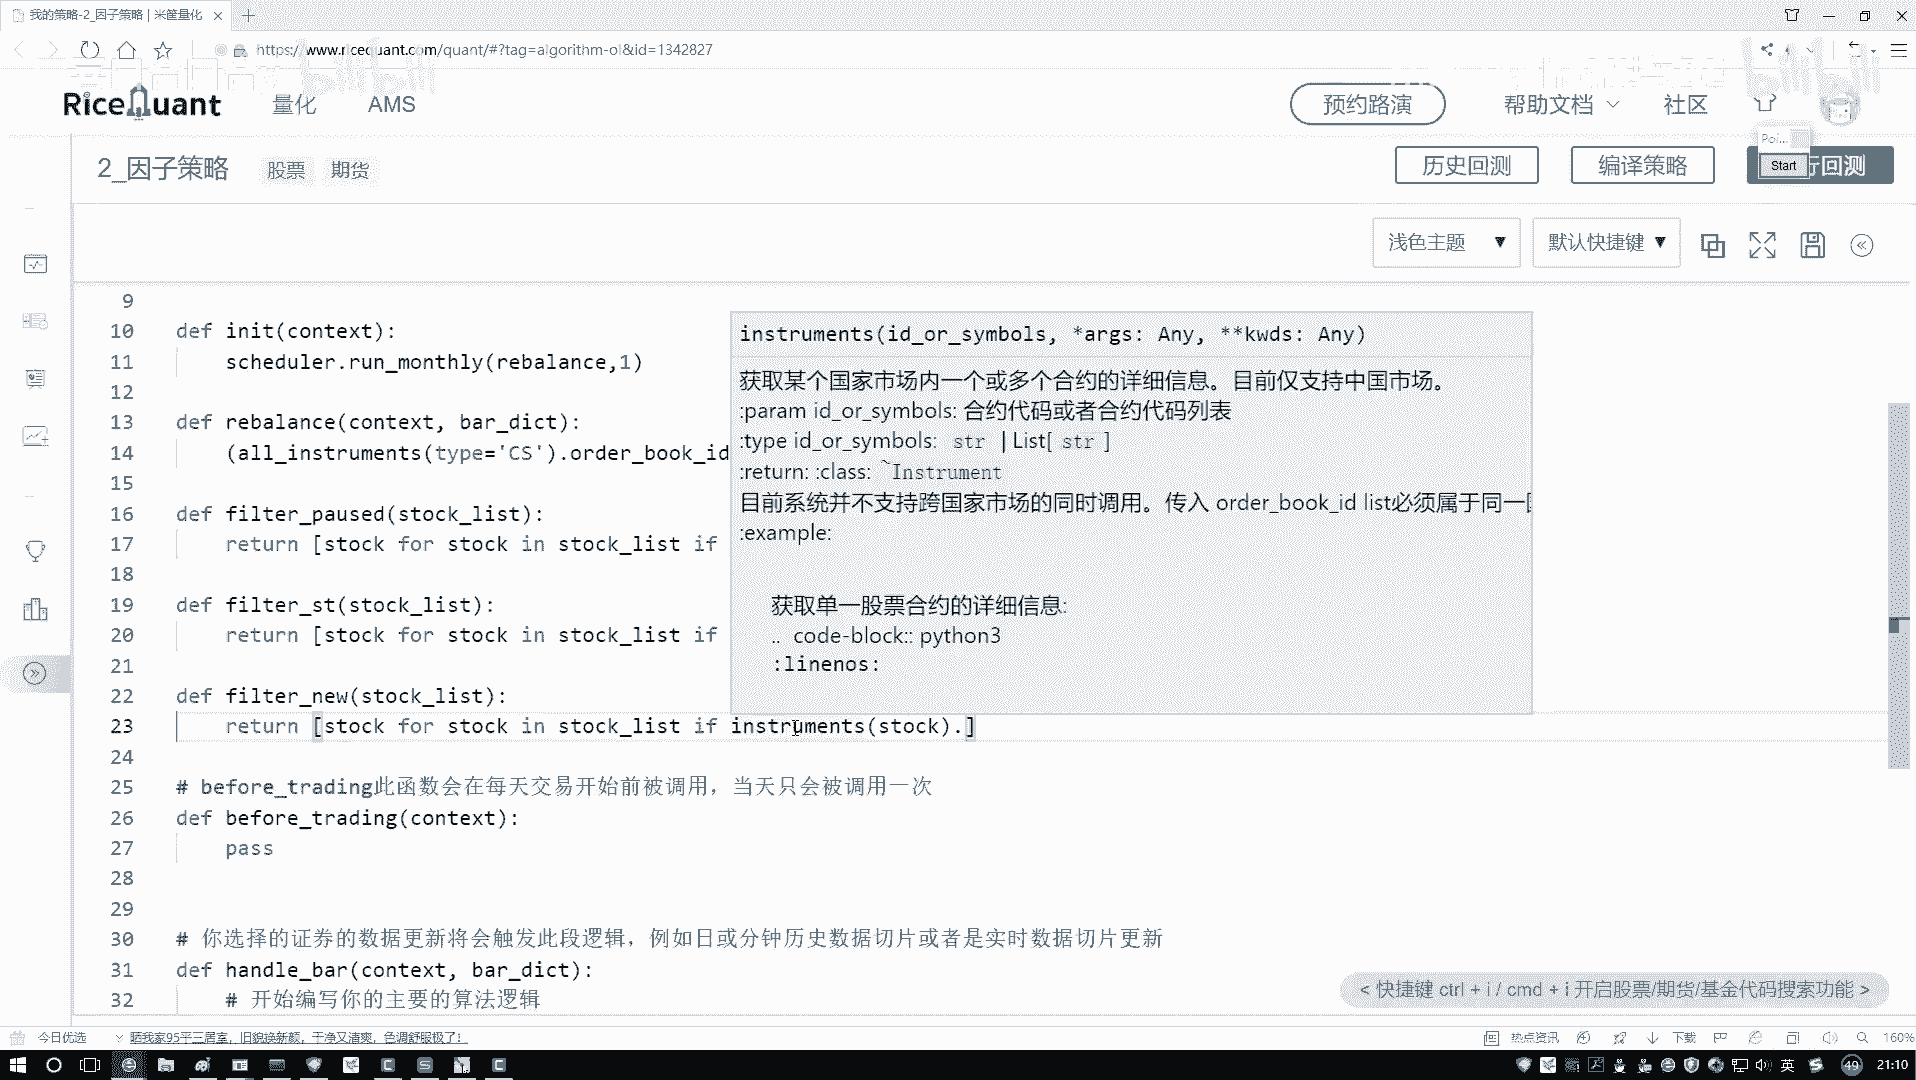 我的策略-2_因子策略 | 米筐量化
https://www.ricequant.com/quant/#?tag=algorithm-ol&id=1342827
RiceQuant 量化 AMS 预约路演 帮助文档 社区
Poi...
2_因子策略 股票 期货 历史回测 编译策略 Start 行回测
浅色主题 ▼ 默认快捷键 ▼
9
10 def init(context):
11 scheduler.run_monthly(rebalance,1)
12
13 def rebalance(context, bar_dict):
14 (all_instruments(type='CS').order_book_id
15
16 def filter_paused(stock_list):
17 return [stock for stock in stock_list if
18
19 def filter_st(stock_list):
20 return [stock for stock in stock_list if
21
22 def filter_new(stock_list):
23 return [stock for stock in stock_list if instruments(stock).]
24
25 # before_trading此函数会在每天交易开始前被调用，当天只会被调用一次
26 def before_trading(context):
27 pass
28
29
30 # 你选择的证券的数据更新将会触发此段逻辑，例如日或分钟历史数据切片或者是实时数据切片更新
31 def handle_bar(context, bar_dict):
32 # 开始编写你的主要的算法逻辑
instruments(id_or_symbols, *args: Any, **kwds: Any)
获取某个国家市场内一个或多个合约的详细信息。目前仅支持中国市场。
:param id_or_symbols: 合约代码或者合约代码列表
:type id_or_symbols: str | List[ str ]
:return: :class: ~Instrument
目前系统并不支持跨国家市场的同时调用。传入 order_book_id list必须属于同一
:example:
获取单一股票合约的详细信息:
.. code-block:: python3
:linenos:
< 快捷键 ctrl + i / cmd + i 开启股票/期货/基金代码搜索功能 >
今日优选 晒我家95平三居室，旧貌换新颜，干净又清爽，色调舒服极了! 热点资讯 下载 160%
英 49 21:10